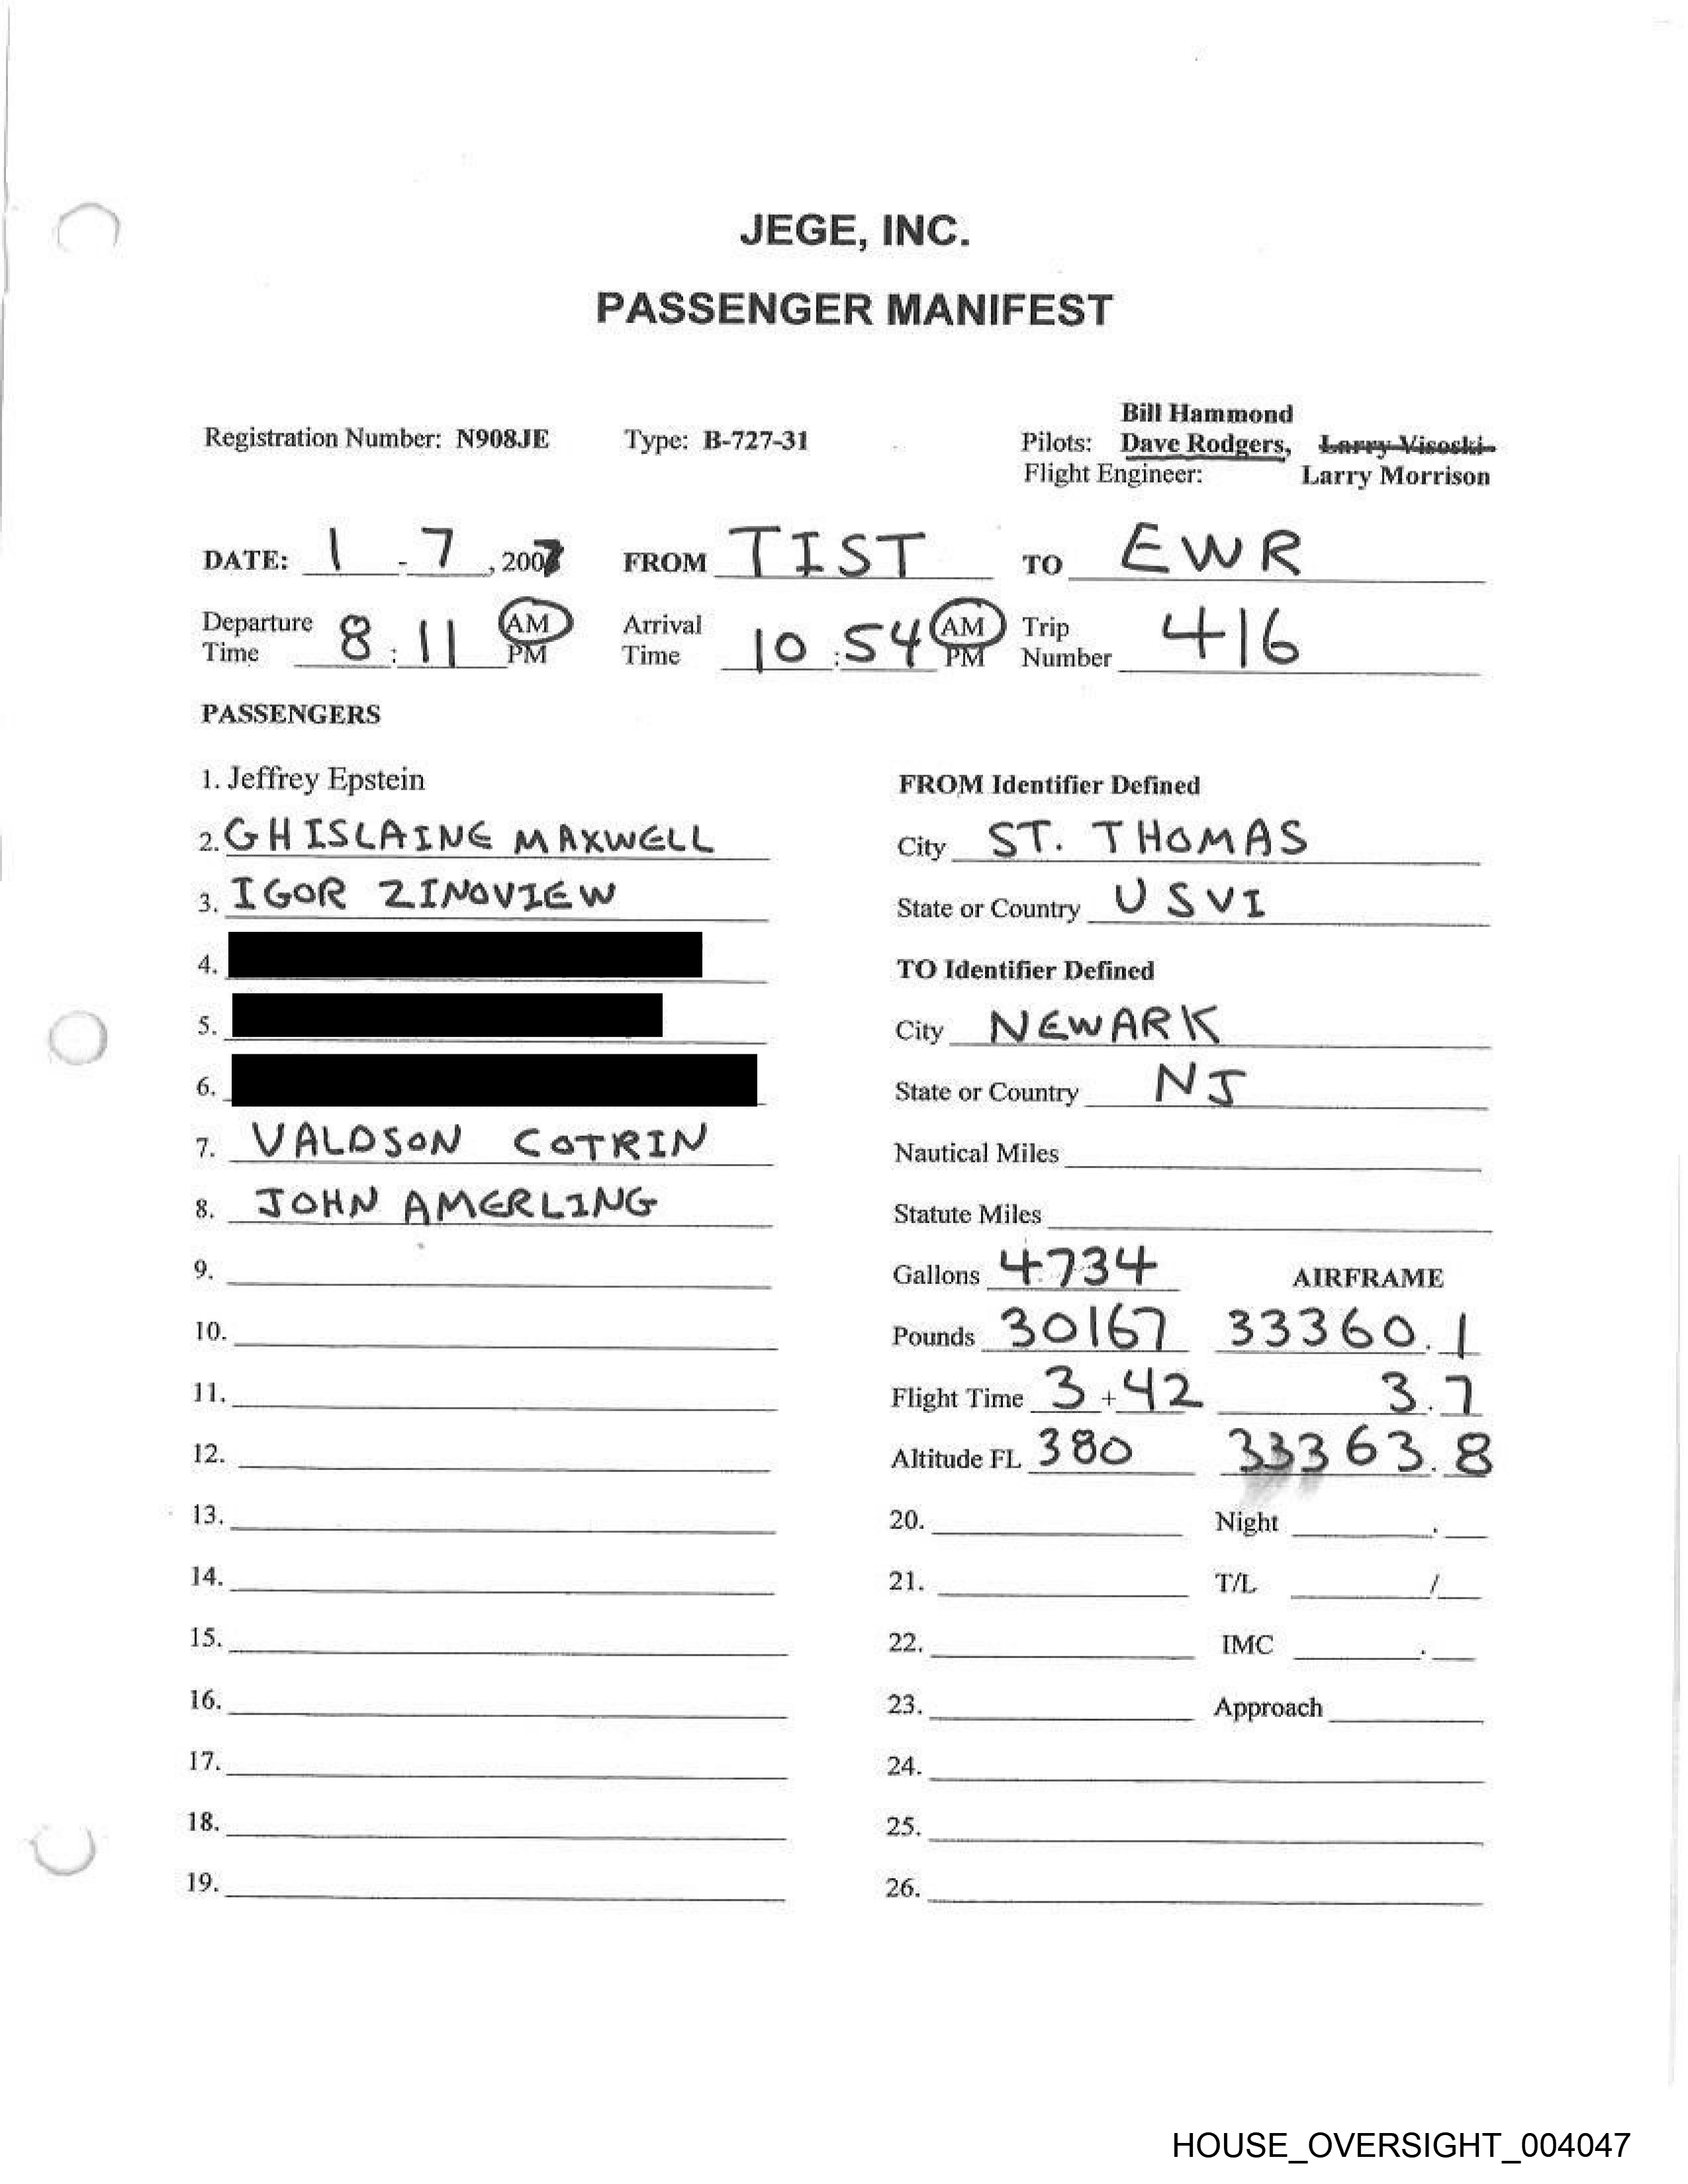 JEGE, INC.
PASSENGER MANIFEST
Bill Hammond
Registration Number: N908JE Type: B-727-31 Pilots: Dave Rodgers, Larry Visoski
Flight Engineer: Larry Morrison
DATE: 1 - 7, 2007 FROM TIST TO EWR
Departure Time 8:11 AM PM Arrival Time 10:54 AM PM Trip Number 416
PASSENGERS
1. Jeffrey Epstein FROM Identifier Defined
2. GHISLAINE MAXWELL City ST. THOMAS
3. IGOR ZINOVIEW State or Country USVI
4. TO Identifier Defined
5. City NEWARK
6. State or Country NJ
7. VALDSON COTRIN Nautical Miles
8. JOHN AMERLING Statute Miles
9. Gallons 4734 AIRFRAME
10. Pounds 30167 33360.1
11. Flight Time 3+42 3.7
12. Altitude FL 380 33363.8
13. 20. Night .
14. 21. T/L /
15. 22. IMC .
16. 23. Approach
17. 24.
18. 25.
19. 26.
HOUSE_OVERSIGHT_004047